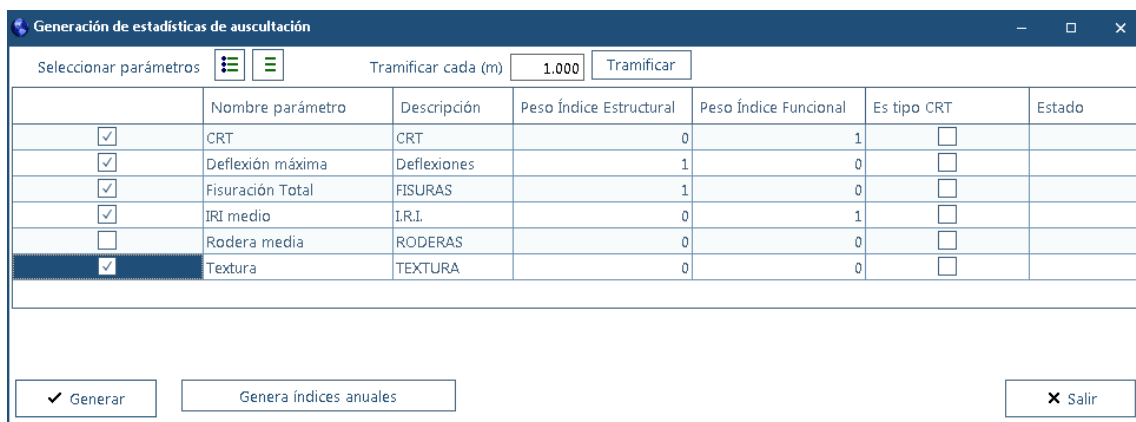 Generación de estadísticas de auscultación
Seleccionar parámetros Tramificar cada (m) 1.000 Tramificar
Nombre parámetro Descripción Peso Índice Estructural Peso Índice Funcional Es tipo CRT Estado
CRT CRT 0 1
Deflexión máxima Deflexiones 1 0
Fisuración Total FISURAS 1 0
IRI medio I.R.I. 0 1
Rodera media RODERAS 0 0
Textura TEXTURA 0 0
Generar Genera índices anuales Salir